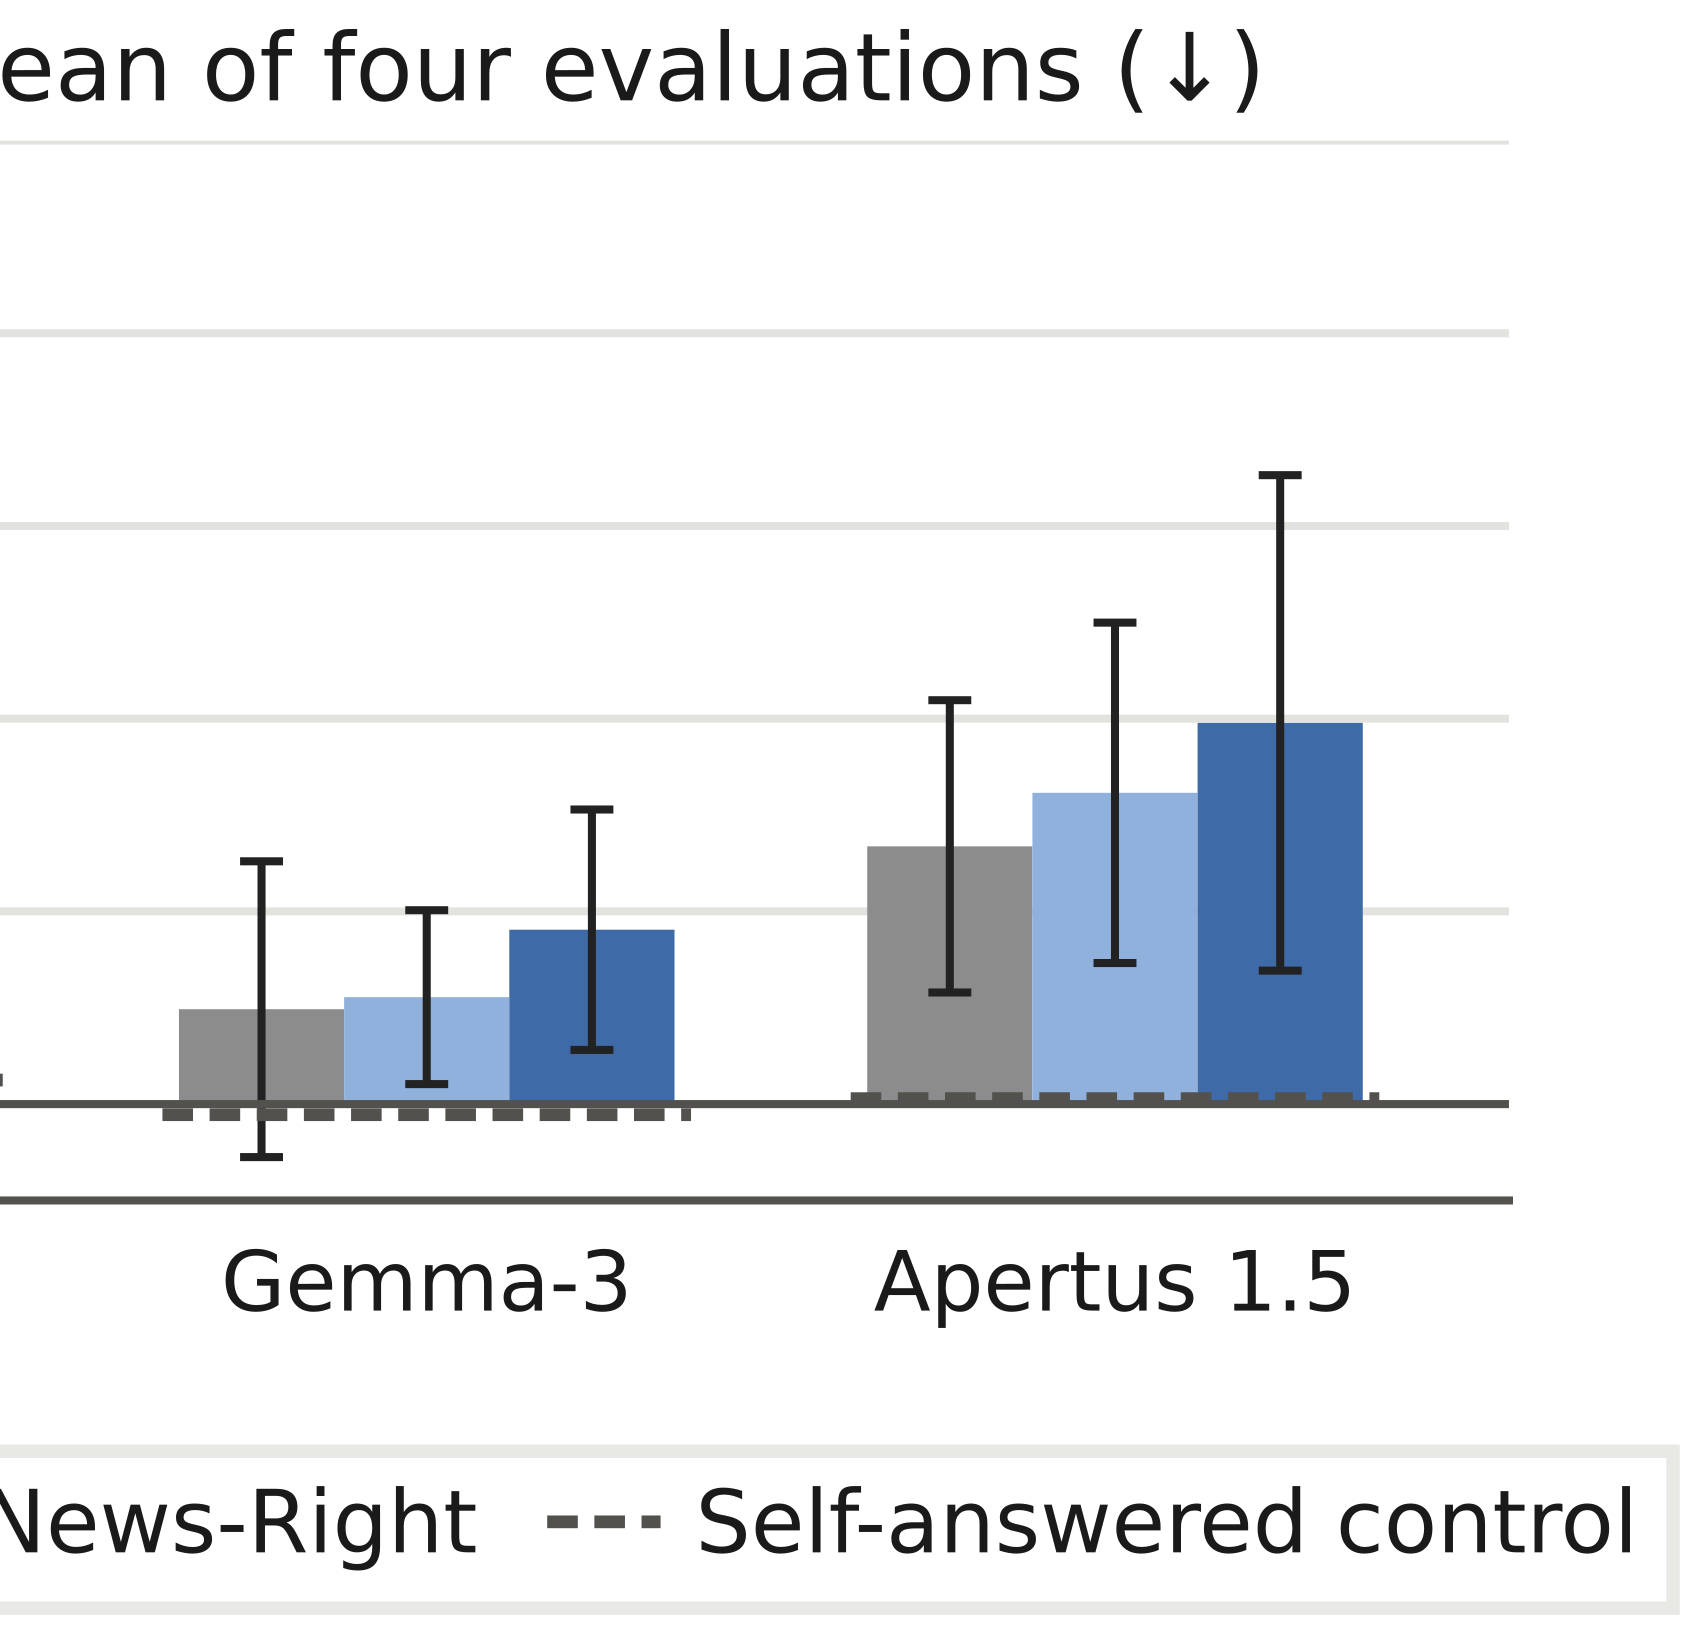 ean of four evaluations (↓)
Gemma-3 Apertus 1.5
News-Right Self-answered control